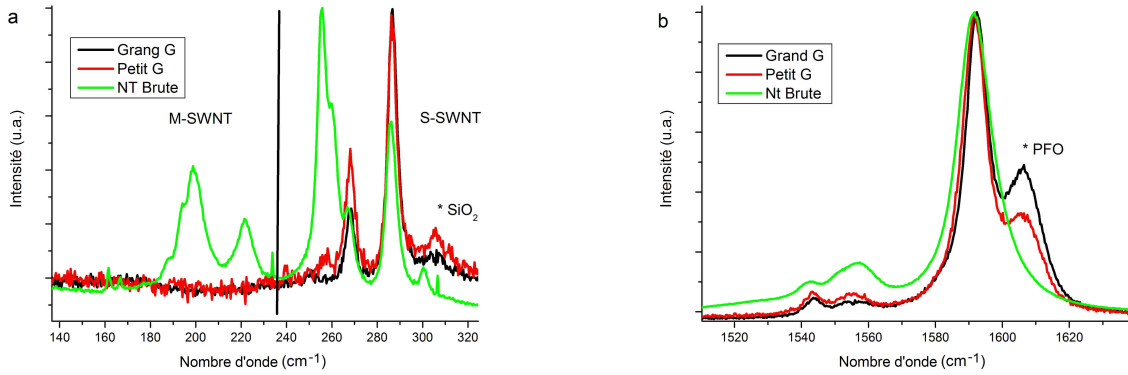 a
Grang G
Petit G
NT Brute
M-SWNT
S-SWNT
* SiO2
Intensité (u.a.)
140 160 180 200 220 240 260 280 300 320
Nombre d'onde (cm-1)
b
Grand G
Petit G
Nt Brute
* PFO
Intensité (u.a.)
1520 1540 1560 1580 1600 1620
Nombre d'onde (cm-1)